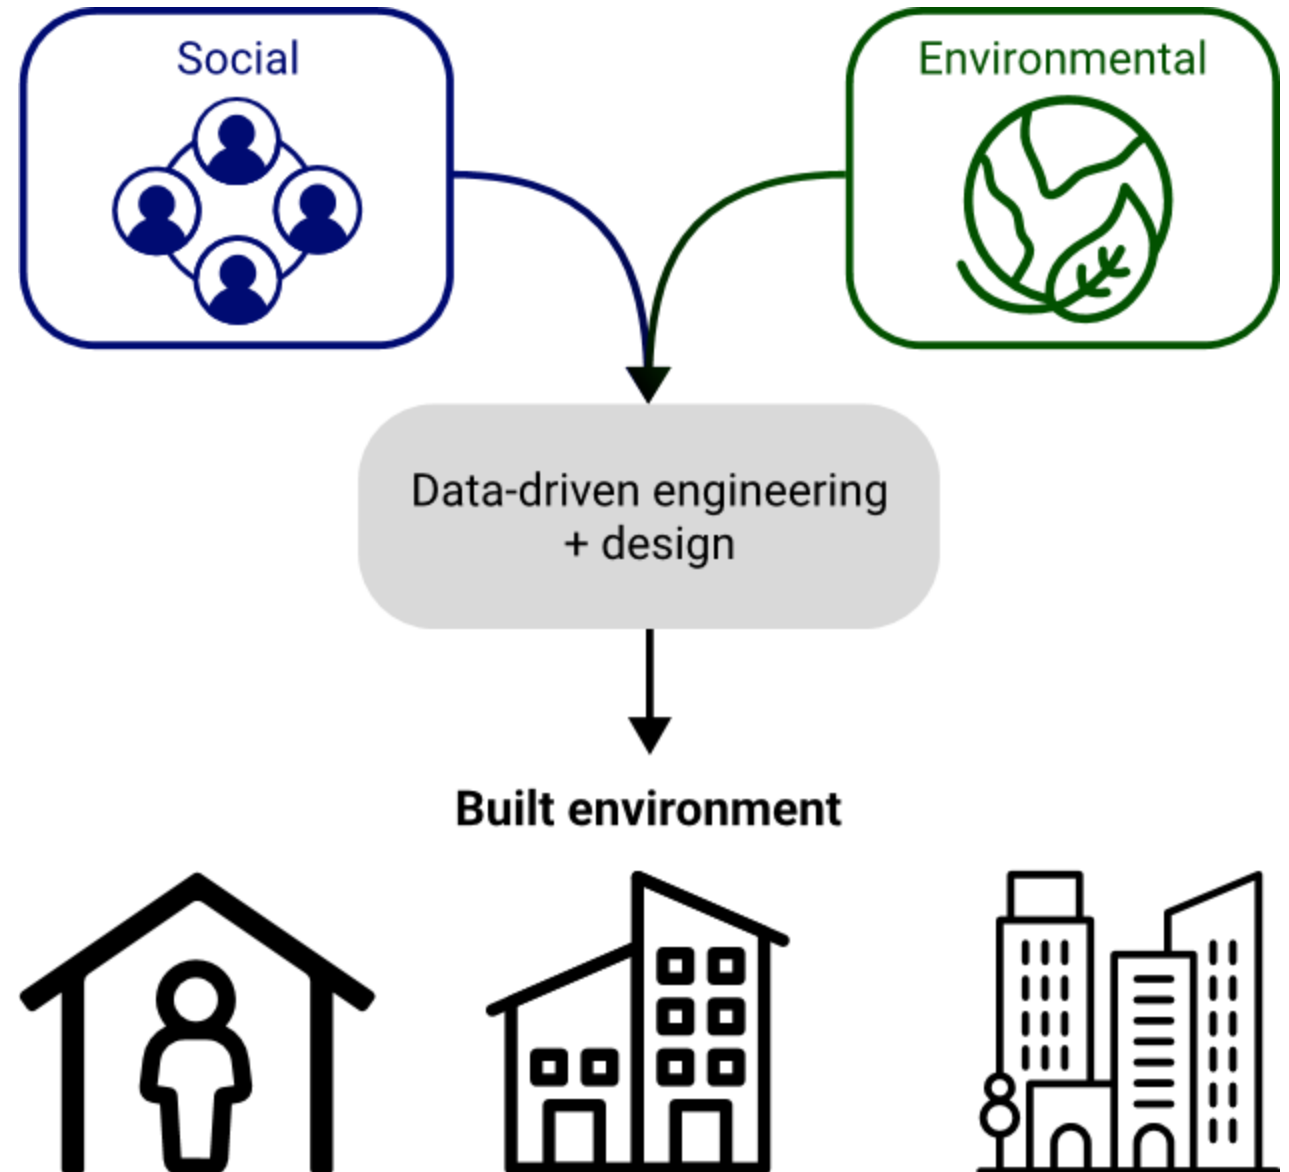 Social
Environmental
Data-driven engineering
+ design
Built environment